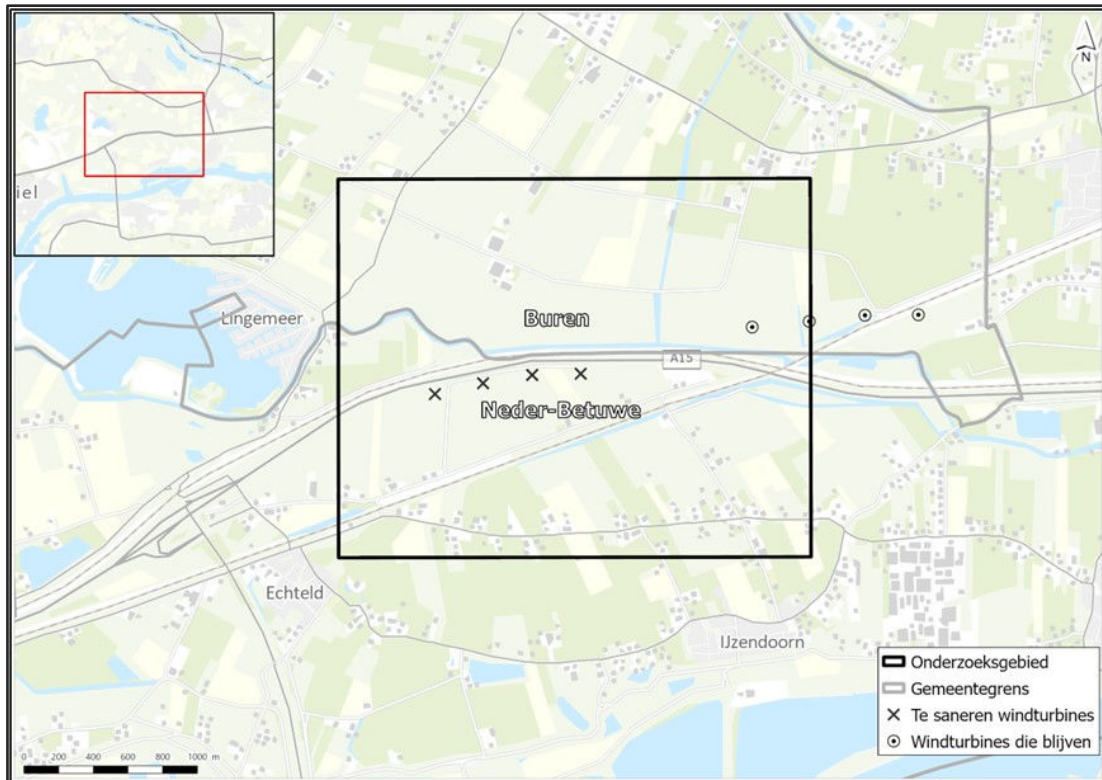 iel
N
Lingemeer
Buren
A15
Neder-Betuwe
Echteld
IJzendoorn
Onderzoeksgebied
Gemeentegrens
Te saneren windturbines
Windturbines die blijven
0 200 400 600 800 1000 m